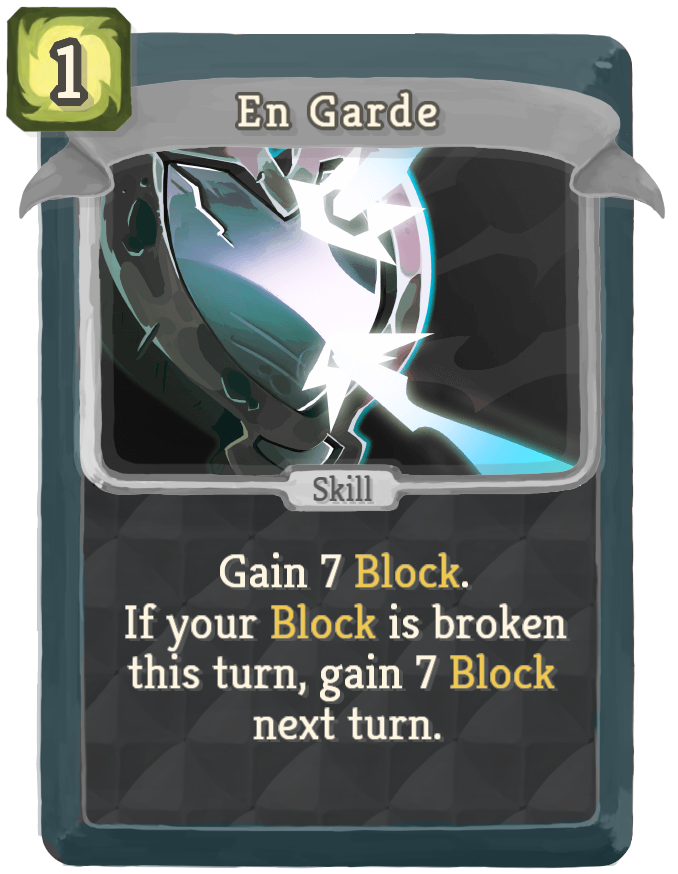 1
En Garde
Skill
Gain 7 Block.
If your Block is broken
this turn, gain 7 Block
next turn.